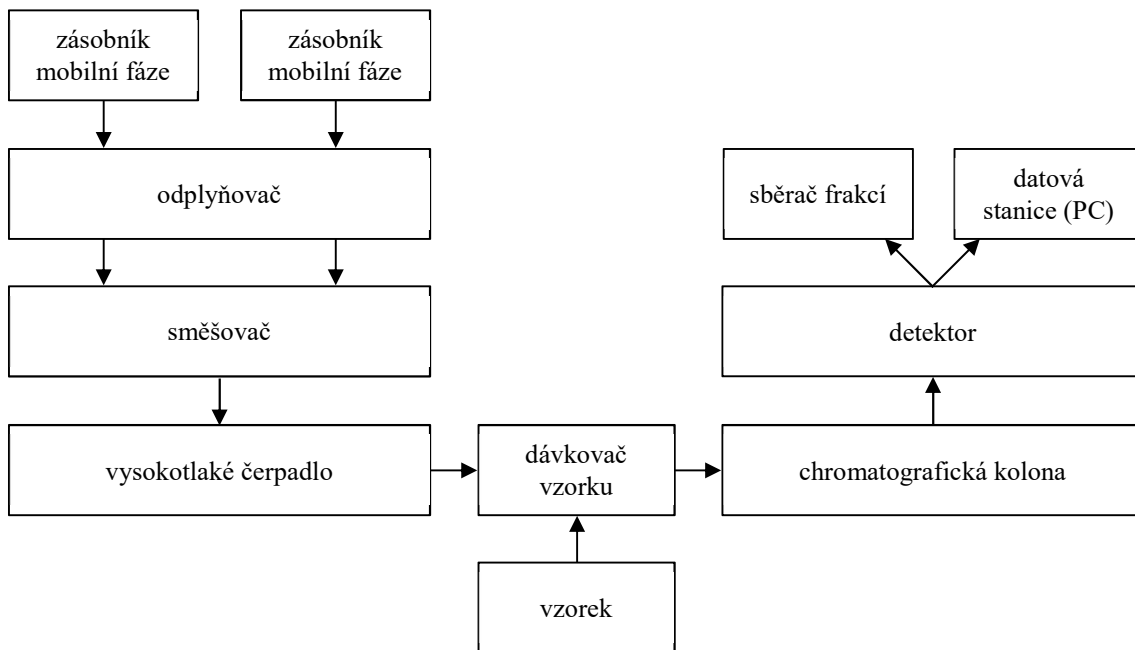 zásobník
mobilní fáze
zásobník
mobilní fáze
odplyňovač
sběrač frakcí
datová
stanice (PC)
směšovač
detektor
vysokotlaké čerpadlo
dávkovač
vzorku
chromatografická kolona
vzorek